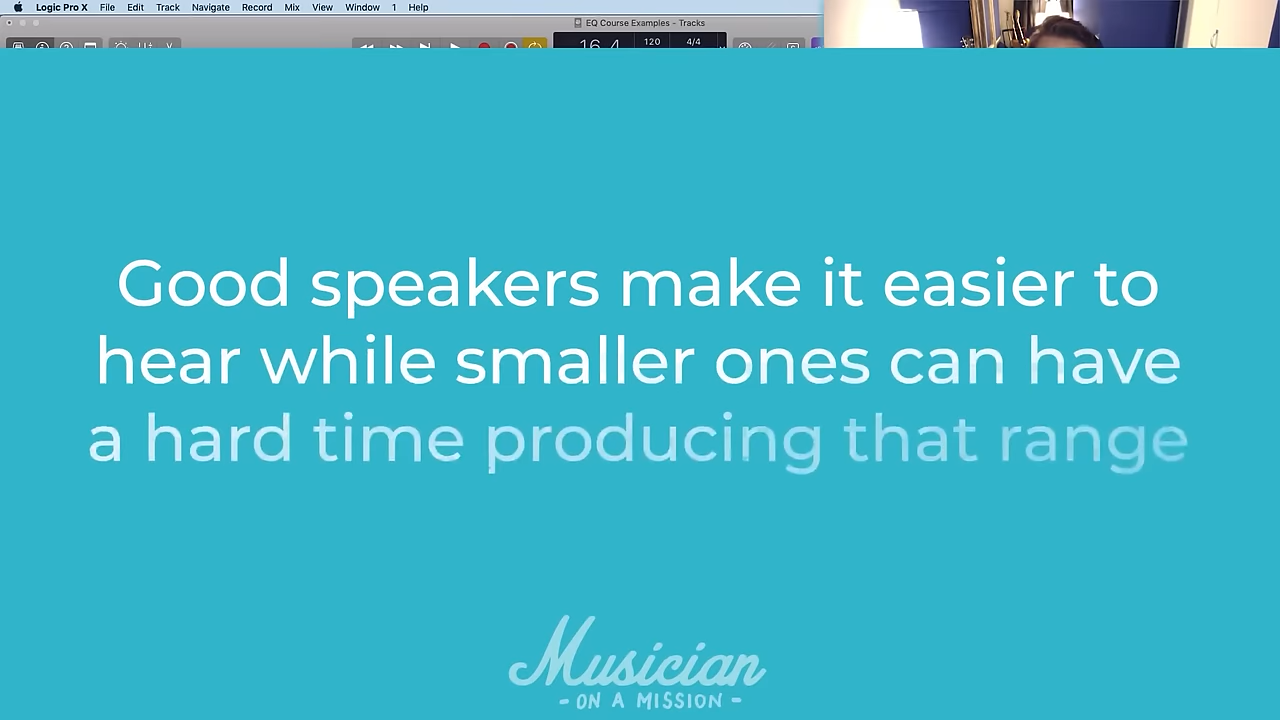 Logic Pro X File Edit Track Navigate Record Mix View Window 1 Help
EQ Course Examples - Tracks
120 4/4
Good speakers make it easier to
hear while smaller ones can have
a hard time producing that range
Musician
- ON A MISSION -